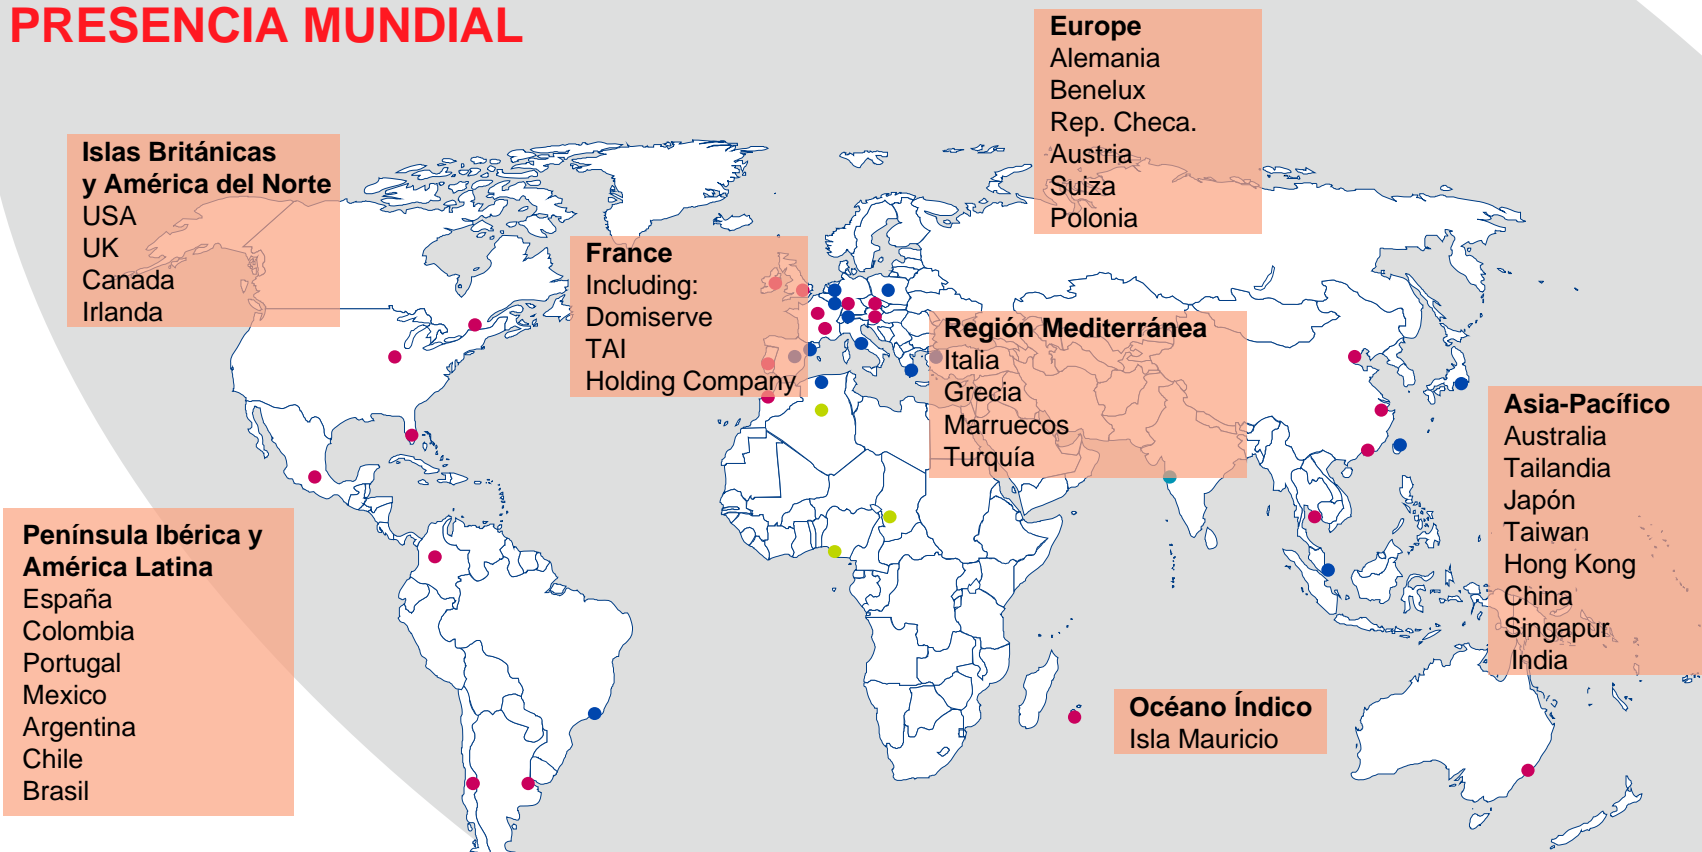 PRESENCIA MUNDIAL
Europe
Alemania
Benelux
Rep. Checa.
Austria
Suiza
Polonia
Islas Británicas
y América del Norte
USA
UK
Canada
Irlanda
France
Including:
Domiserve
TAI
Holding Company
Región Mediterránea
Italia
Grecia
Marruecos
Turquía
Asia-Pacífico
Australia
Tailandia
Japón
Taiwan
Hong Kong
China
Singapur
India
Península Ibérica y
América Latina
España
Colombia
Portugal
Mexico
Argentina
Chile
Brasil
Océano Índico
Isla Mauricio